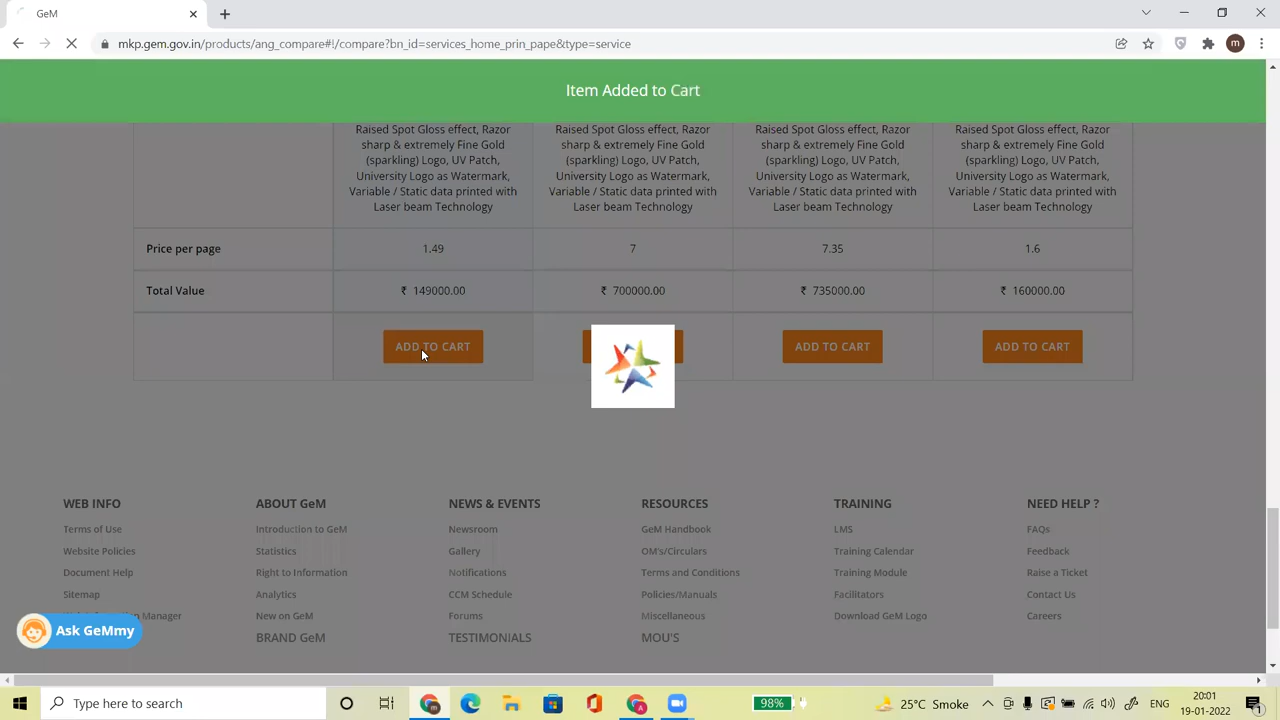 GeM
mkp.gem.gov.in/products/ang_compare#!/compare?bn_id=services_home_prin_pape&type=service
m
Item Added to Cart
Raised Spot Gloss effect, Razor sharp & extremely Fine Gold (sparkling) Logo, UV Patch, University Logo as Watermark, Variable / Static data printed with Laser beam Technology
Raised Spot Gloss effect, Razor sharp & extremely Fine Gold (sparkling) Logo, UV Patch, University Logo as Watermark, Variable / Static data printed with Laser beam Technology
Raised Spot Gloss effect, Razor sharp & extremely Fine Gold (sparkling) Logo, UV Patch, University Logo as Watermark, Variable / Static data printed with Laser beam Technology
Raised Spot Gloss effect, Razor sharp & extremely Fine Gold (sparkling) Logo, UV Patch, University Logo as Watermark, Variable / Static data printed with Laser beam Technology
Price per page 1.49 7 7.35 1.6
Total Value ₹ 149000.00 ₹ 700000.00 ₹ 735000.00 ₹ 160000.00
ADD TO CART ADD TO CART ADD TO CART
WEB INFO ABOUT GeM NEWS & EVENTS RESOURCES TRAINING NEED HELP ?
Terms of Use Introduction to GeM Newsroom GeM Handbook LMS FAQs
Website Policies Statistics Gallery OM's/Circulars Training Calendar Feedback
Document Help Right to Information Notifications Terms and Conditions Training Module Raise a Ticket
Sitemap Analytics CCM Schedule Policies/Manuals Facilitators Contact Us
Manager New on GeM Forums Miscellaneous Download GeM Logo Careers
Ask GeMmy BRAND GeM TESTIMONIALS MOU'S
Type here to search
98%
25°C Smoke
ENG
20:01
19-01-2022